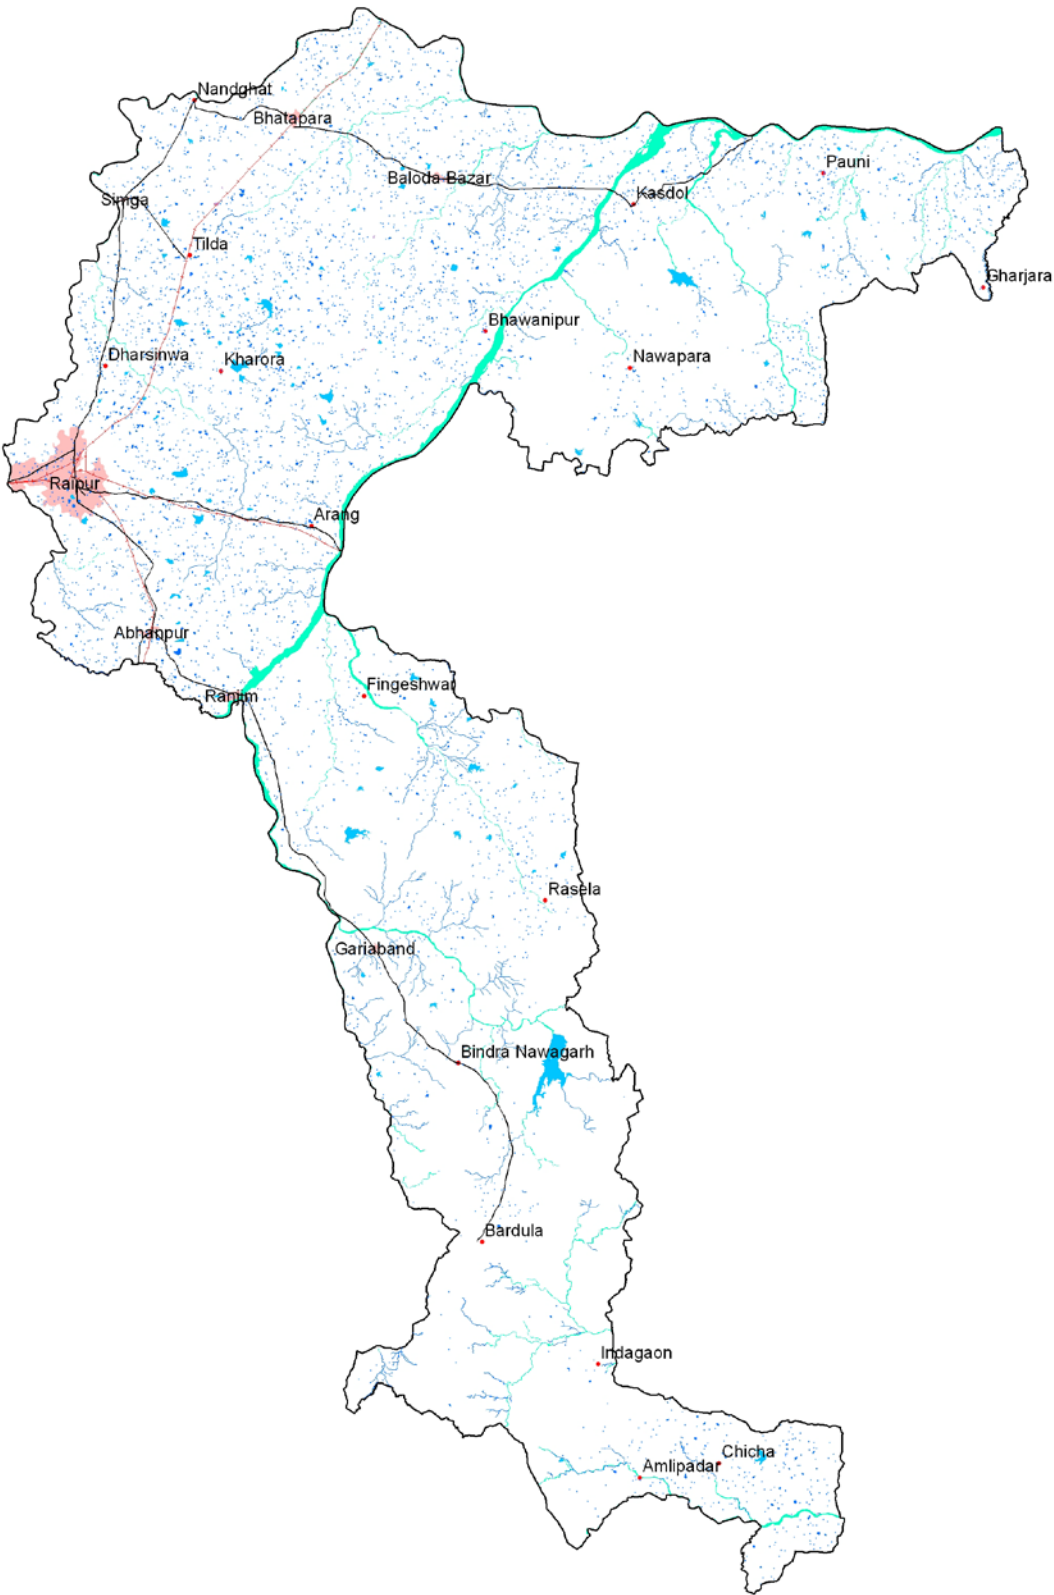 Nandghat
Bhatapara
Pauni
Baloda Bazar
Kasdol
Simga
Tilda
Gharjara
Bhawanipur
Dharsinwa
Kharora
Nawapara
Raipur
Arang
Abhanpur
Fingeshwar
Ranjim
Rasela
Gariaband
Bindra Nawagarh
Bardula
Indagaon
Chicha
Amlipadar